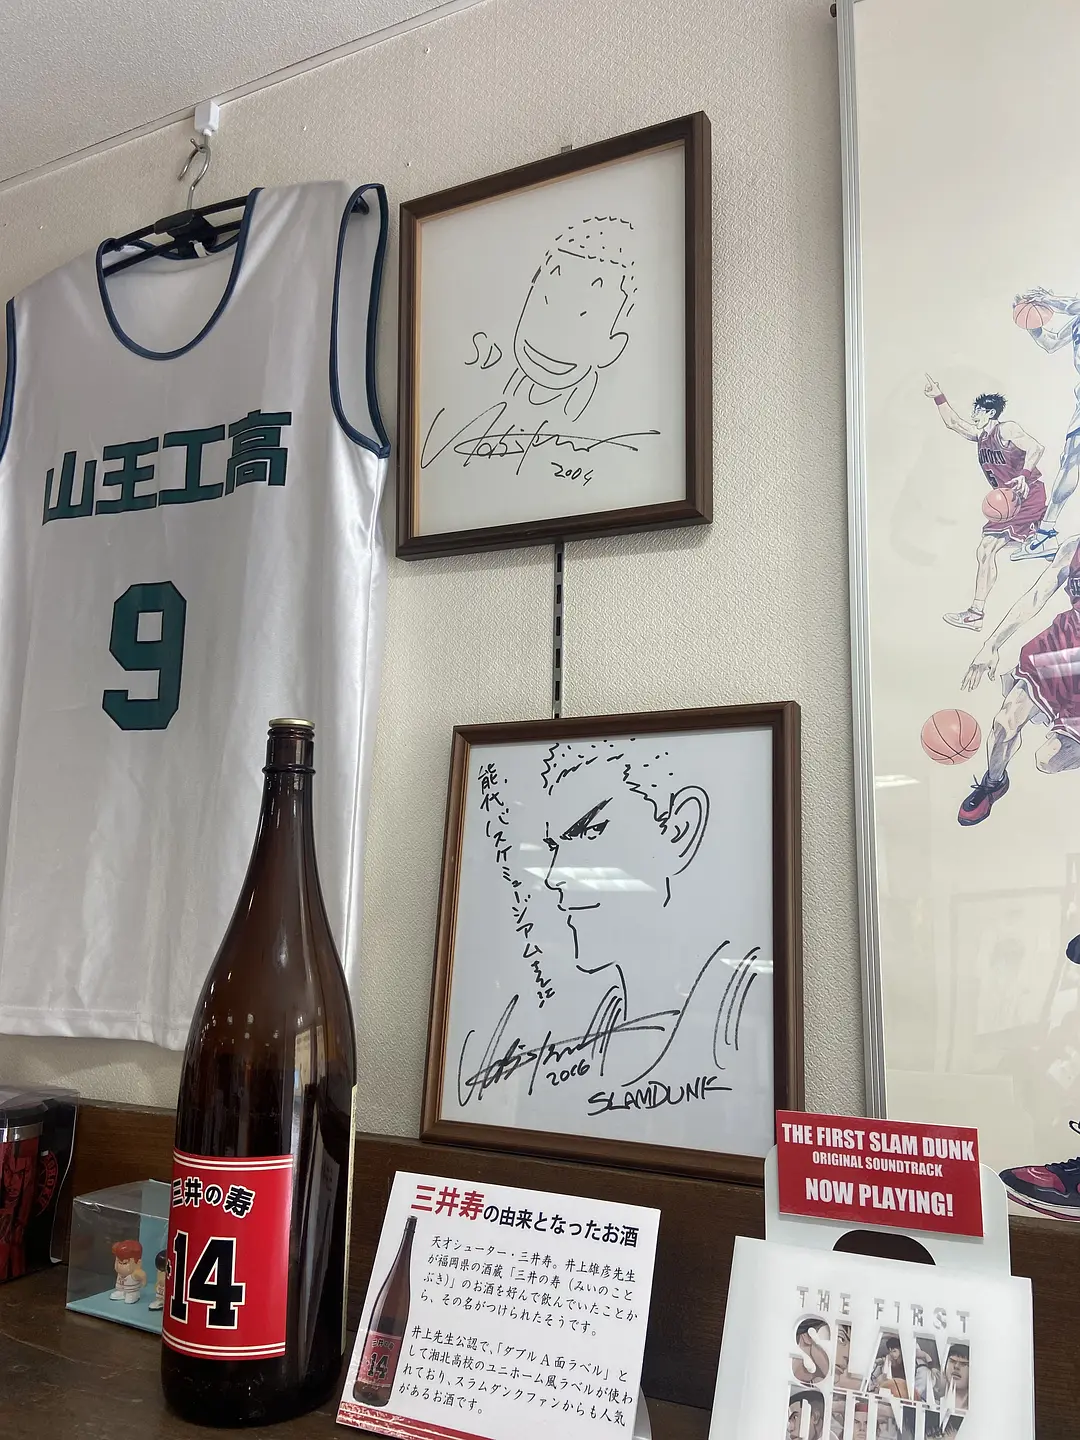 山王工高
9
SD
2004
能代バスケミュージアムさん江
2016
SLAMDUNK
三井の寿
+14
三井寿の由来となったお酒
天才シューター・三井寿。井上雄彦先生
が福岡県の酒蔵「三井の寿（みいのこと
ぶき）」のお酒を好んで飲んでいたことか
ら、その名がつけられたそうです。
井上先生公認で、「ダブルA面ラベル」と
して湘北高校のユニホーム風ラベルが使わ
れており、スラムダンクファンからも人気
があるお酒です。
三井の寿
14
THE FIRST SLAM DUNK
ORIGINAL SOUNDTRACK
NOW PLAYING!
THE FIRST
SLAM
DUNK